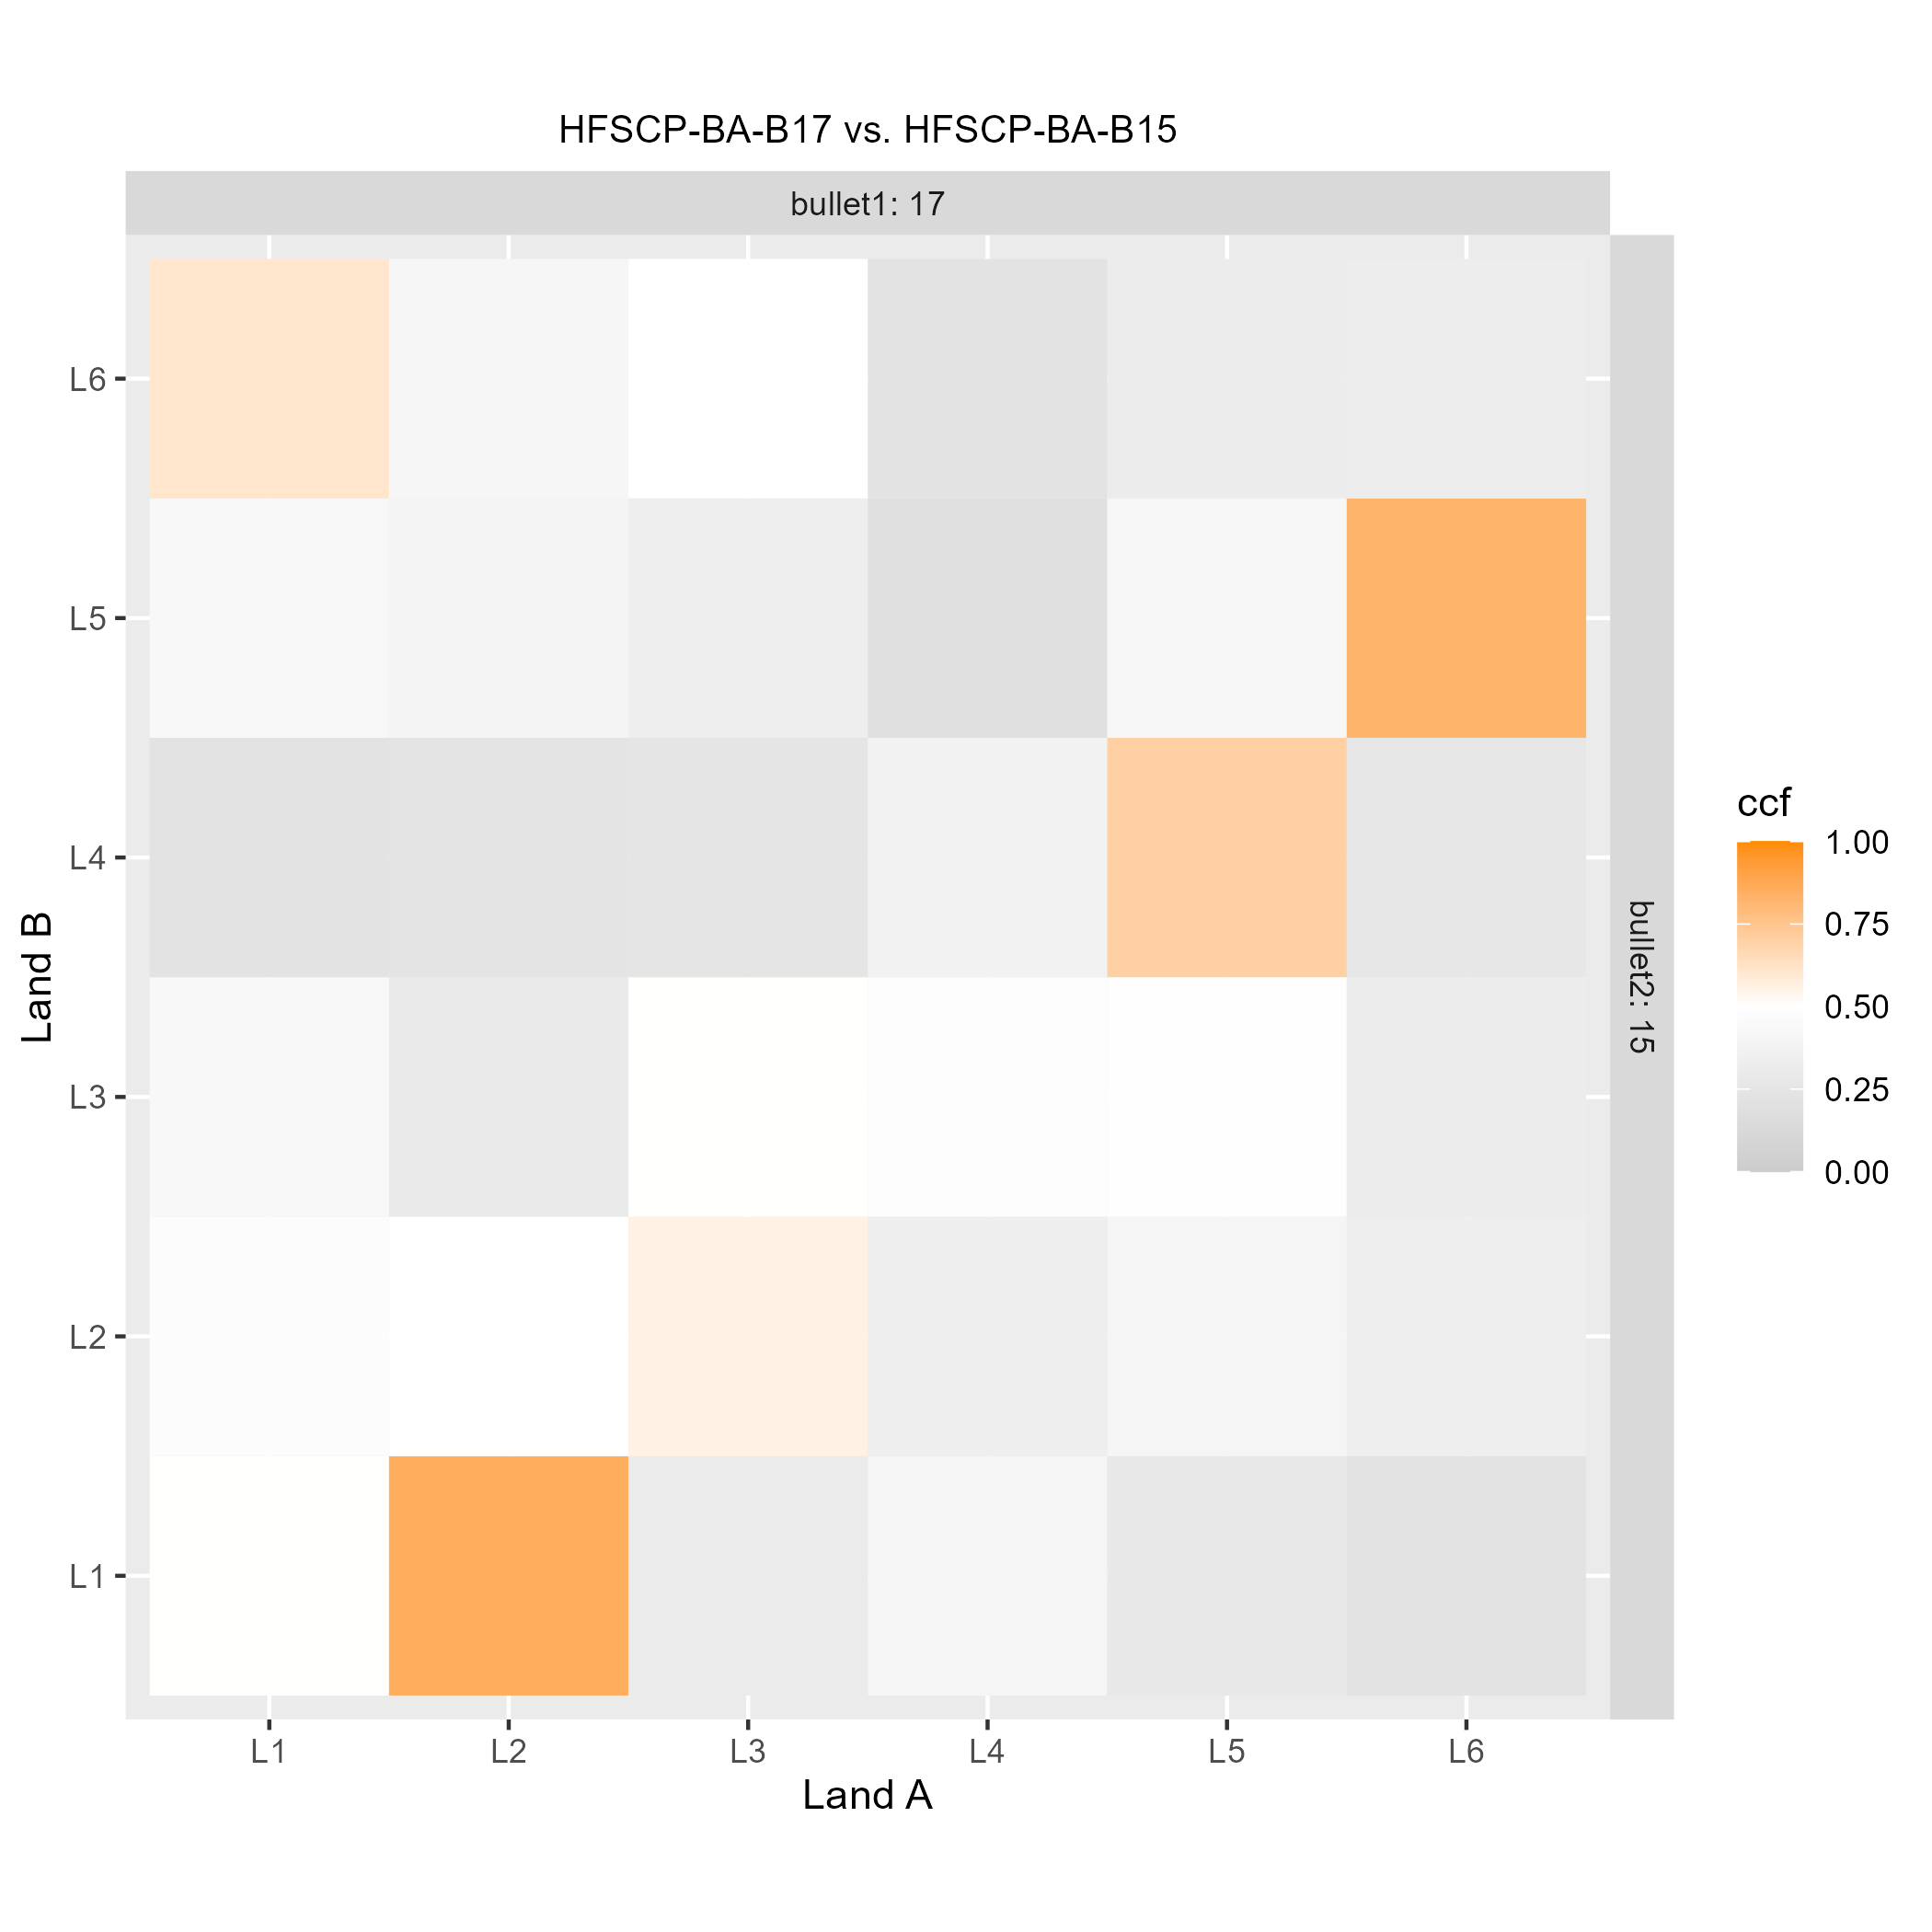 HFSCP-BA-B17 vs. HFSCP-BA-B15
bullet1: 17
L6
L5
L4
L3
L2
L1
Land B
bullet2: 15
L1 L2 L3 L4 L5 L6
Land A
ccf
1.00
0.75
0.50
0.25
0.00